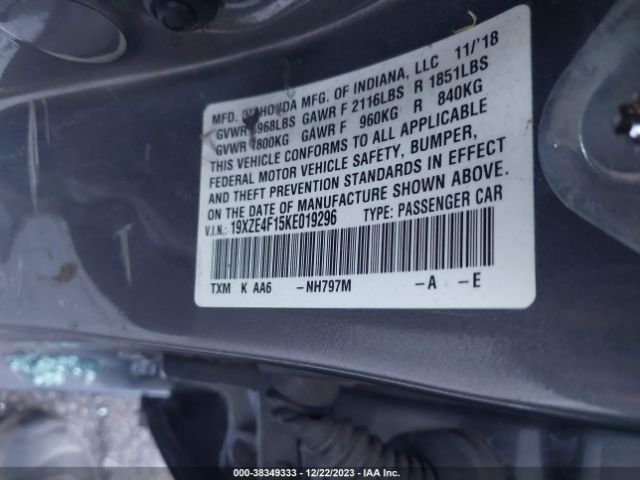 MFD. BY HONDA MFG. OF INDIANA, LLC 11/'18
GVWR 3968LBS GAWR F 2116LBS R 1851LBS
GVWR 1800KG GAWR F 960KG R 840KG
THIS VEHICLE CONFORMS TO ALL APPLICABLE
FEDERAL MOTOR VEHICLE SAFETY, BUMPER,
AND THEFT PREVENTION STANDARDS IN EFFECT
ON THE DATE OF MANUFACTURE SHOWN ABOVE.
V.I.N.: 19XZE4F15KE019296 TYPE: PASSENGER CAR
TXM K AA6 -NH797M -A -E
000-38349333 - 12/22/2023 - IAA Inc.